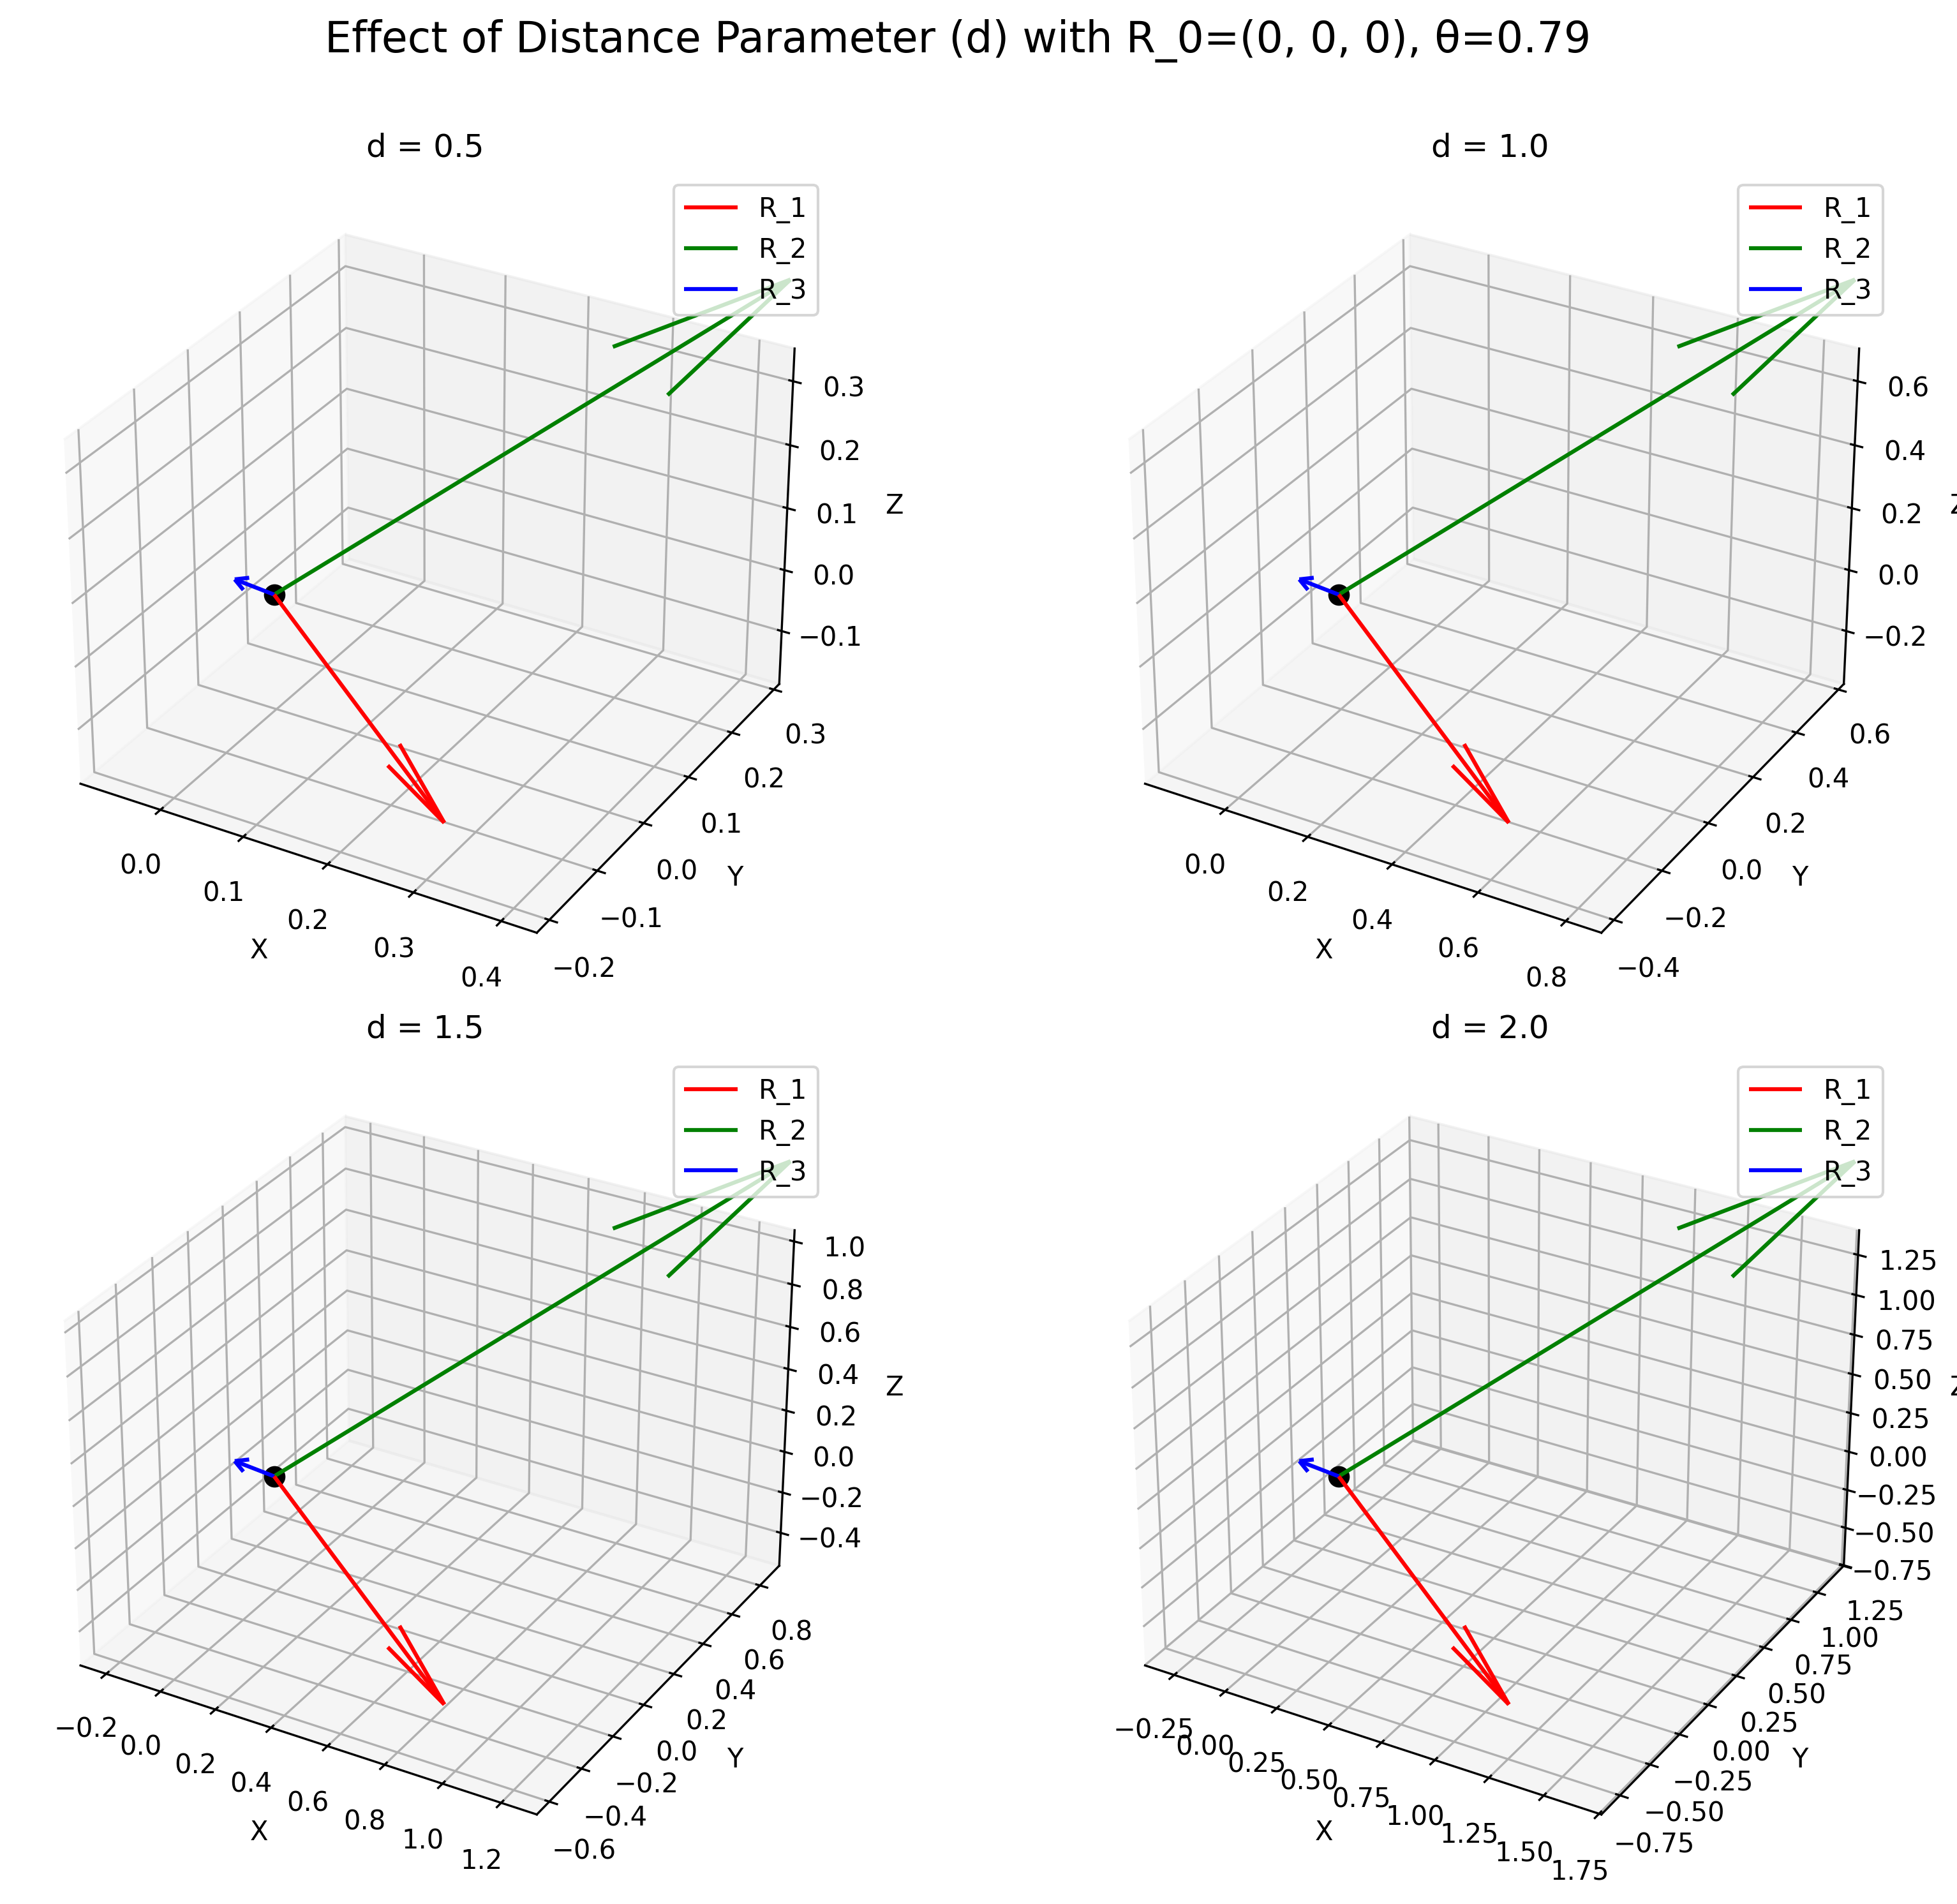 Effect of Distance Parameter (d) with R_0=(0, 0, 0), θ=0.79
d = 0.5
R_1
R_2
R_3
0.3
0.2
0.1
0.0
−0.1
Z
0.3
0.2
0.1
0.0
−0.1
−0.2
Y
0.0
0.1
0.2
0.3
0.4
X
d = 1.0
R_1
R_2
R_3
0.6
0.4
0.2
0.0
−0.2
Z
0.6
0.4
0.2
0.0
−0.2
−0.4
Y
0.0
0.2
0.4
0.6
0.8
X
d = 1.5
R_1
R_2
R_3
1.0
0.8
0.6
0.4
0.2
0.0
−0.2
−0.4
Z
0.8
0.6
0.4
0.2
0.0
−0.2
−0.4
−0.6
Y
−0.2
0.0
0.2
0.4
0.6
0.8
1.0
1.2
X
d = 2.0
R_1
R_2
R_3
1.25
1.00
0.75
0.50
0.25
0.00
−0.25
−0.50
−0.75
Z
1.25
1.00
0.75
0.50
0.25
0.00
−0.25
−0.50
−0.75
Y
−0.25
0.00
0.25
0.50
0.75
1.00
1.25
1.50
1.75
X